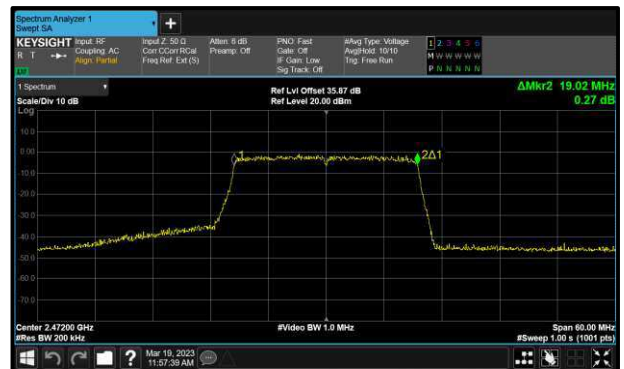 Spectrum Analyzer 1
Swept SA
+
KEYSIGHT
R T
Input: RF
Coupling: AC
Align: Partial
Input Z: 50 Ω
Corr CCorr RCal
Freq Ref: Ext (S)
Atten: 6 dB
Preamp: Off
PNO: Fast
Gate: Off
IF Gain: Low
Sig Track: Off
#Avg Type: Voltage
Avg|Hold: 10/10
Trig: Free Run
1 2 3 4 5 6
M W W W W W
P N N N N N
1 Spectrum
Scale/Div 10 dB
Log
Ref Lvl Offset 35.87 dB
Ref Level 20.00 dBm
ΔMkr2 19.02 MHz
0.27 dB
10.0
0.00
-10.0
-20.0
-30.0
-40.0
-50.0
-60.0
-70.0
1
2Δ1
Center 2.47200 GHz
#Res BW 200 kHz
#Video BW 1.0 MHz
Span 60.00 MHz
#Sweep 1.00 s (1001 pts)
?
Mar 19, 2023
11:57:39 AM